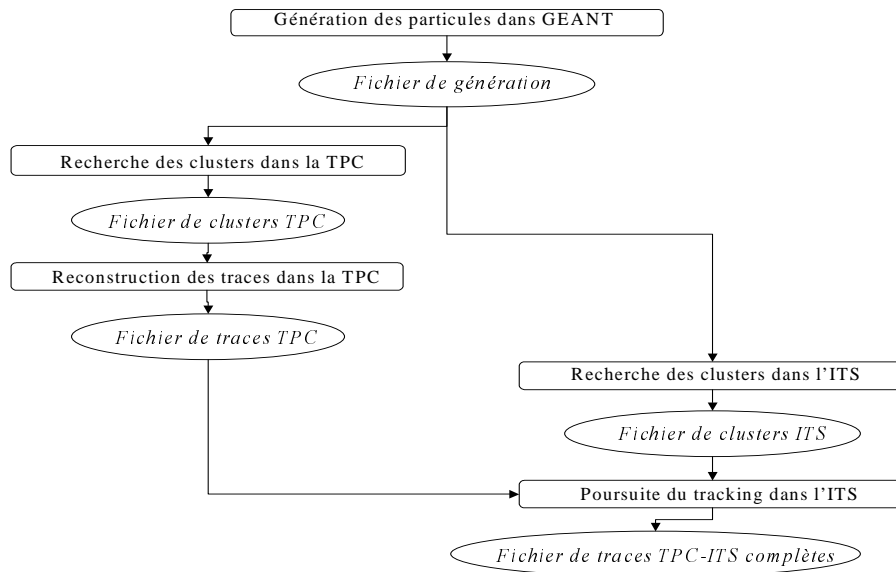 Génération des particules dans GEANT
Fichier de génération
Recherche des clusters dans la TPC
Fichier de clusters TPC
Reconstruction des traces dans la TPC
Fichier de traces TPC
Recherche des clusters dans l'ITS
Fichier de clusters ITS
Poursuite du tracking dans l'ITS
Fichier de traces TPC-ITS complètes